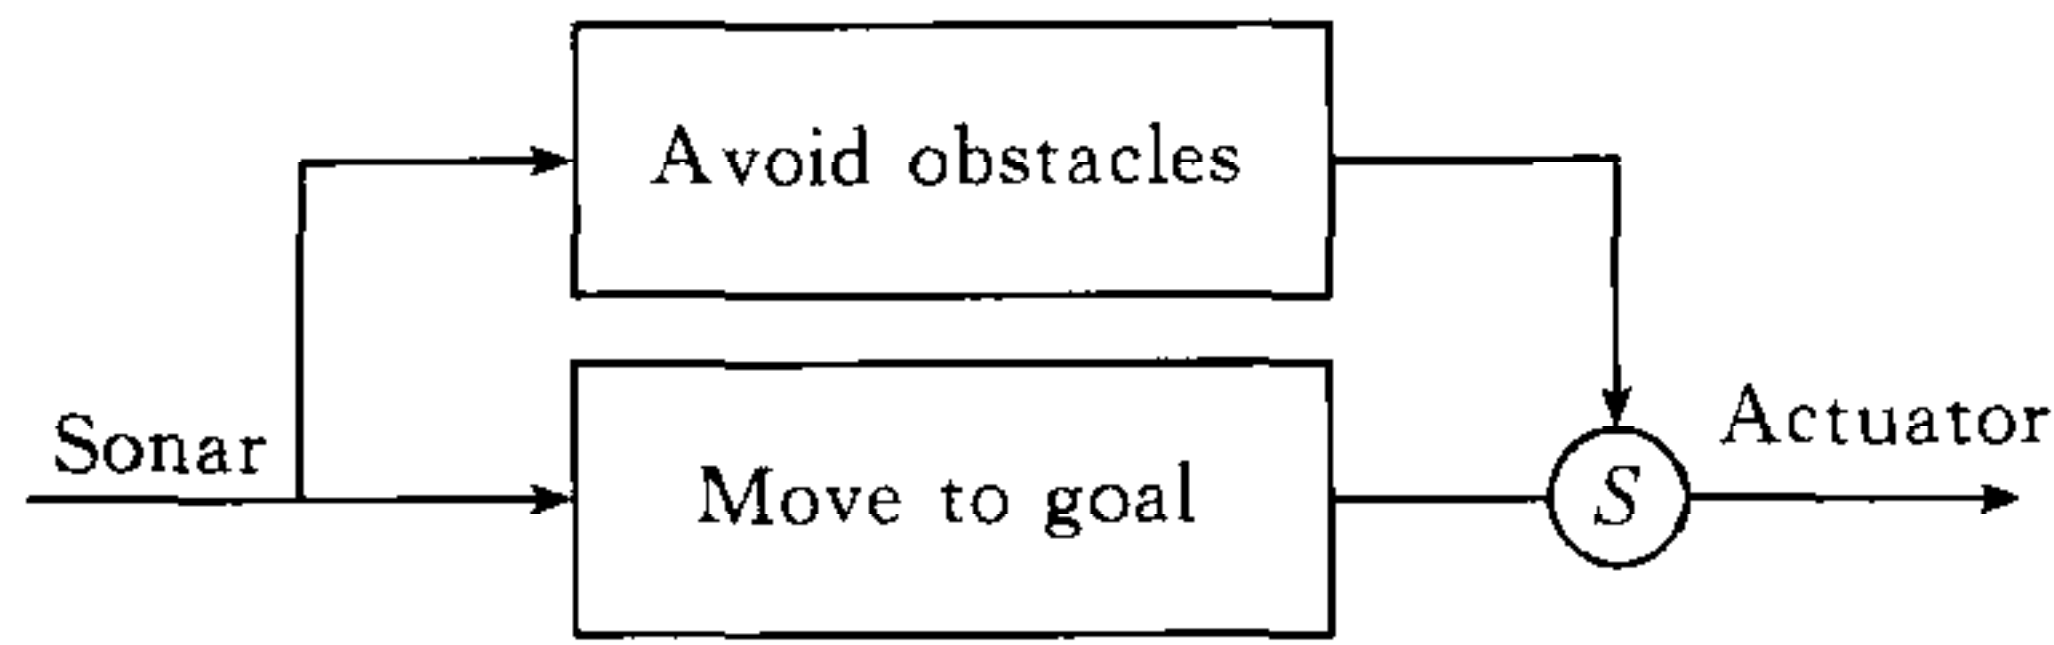 Avoid obstacles
Sonar
Move to goal
S
Actuator